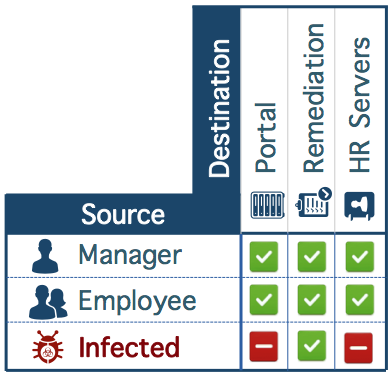 Destination
Portal
Remediation
HR Servers
Source
Manager
Employee
Infected